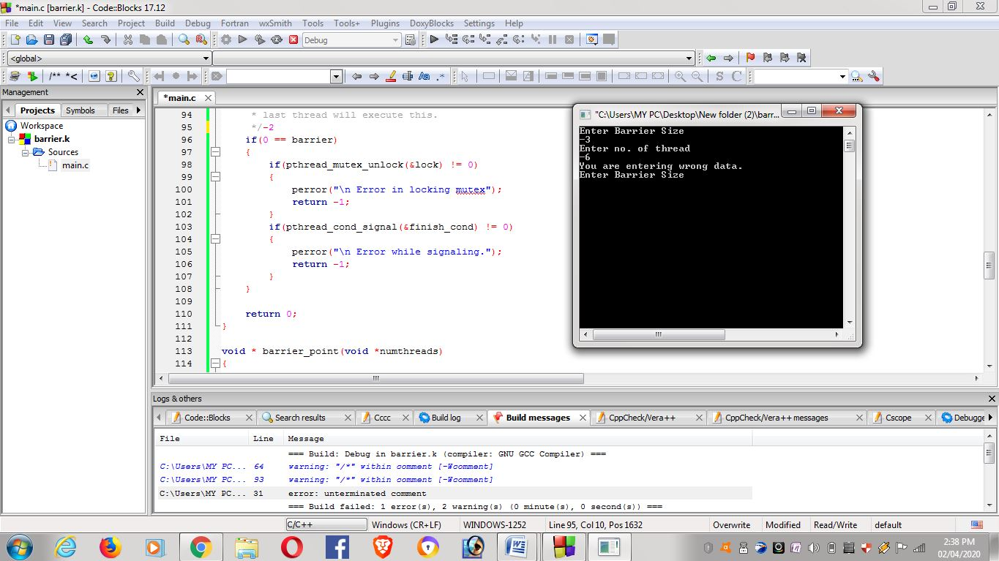 *main.c [barrier.k] - Code::Blocks 17.12
File Edit View Search Project Build Debug Fortran wxSmith Tools Tools+ Plugins DoxyBlocks Settings Help
Debug
<global>
/** *<
Aa .*
S C
Management
Projects Symbols Files
Workspace
barrier.k
Sources
main.c
*main.c
94 * last thread will execute this.
95 */-2
96 if(0 == barrier)
97 {
98 if(pthread_mutex_unlock(&lock) != 0)
99 {
100 perror("\n Error in locking mutex");
101 return -1;
102 }
103 if(pthread_cond_signal(&finish_cond) != 0)
104 {
105 perror("\n Error while signaling.");
106 return -1;
107 }
108 }
109
110 return 0;
111 }
112
113 void * barrier_point(void *numthreads)
114 {
"C:\Users\MY PC\Desktop\New folder (2)\barr...
Enter Barrier Size
-3
Enter no. of thread
-6
You are entering wrong data.
Enter Barrier Size
Logs & others
Code::Blocks Search results Cccc Build log Build messages CppCheck/Vera++ CppCheck/Vera++ messages Cscope Debugge
File Line Message
=== Build: Debug in barrier.k (compiler: GNU GCC Compiler) ===
C:\Users\MY PC... 64 warning: "/*" within comment [-Wcomment]
C:\Users\MY PC... 93 warning: "/*" within comment [-Wcomment]
C:\Users\MY PC... 31 error: unterminated comment
=== Build failed: 1 error(s), 2 warning(s) (0 minute(s), 0 second(s)) ===
C/C++ Windows (CR+LF) WINDOWS-1252 Line 95, Col 10, Pos 1632 Overwrite Modified Read/Write default
2:38 PM
02/04/2020